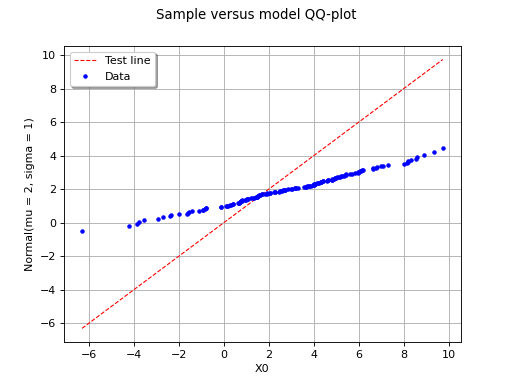 Sample versus model QQ-plot
Test line
Data
10
8
6
4
2
0
−2
−4
−6
Normal(mu = 2, sigma = 1)
−6 −4 −2 0 2 4 6 8 10
X0